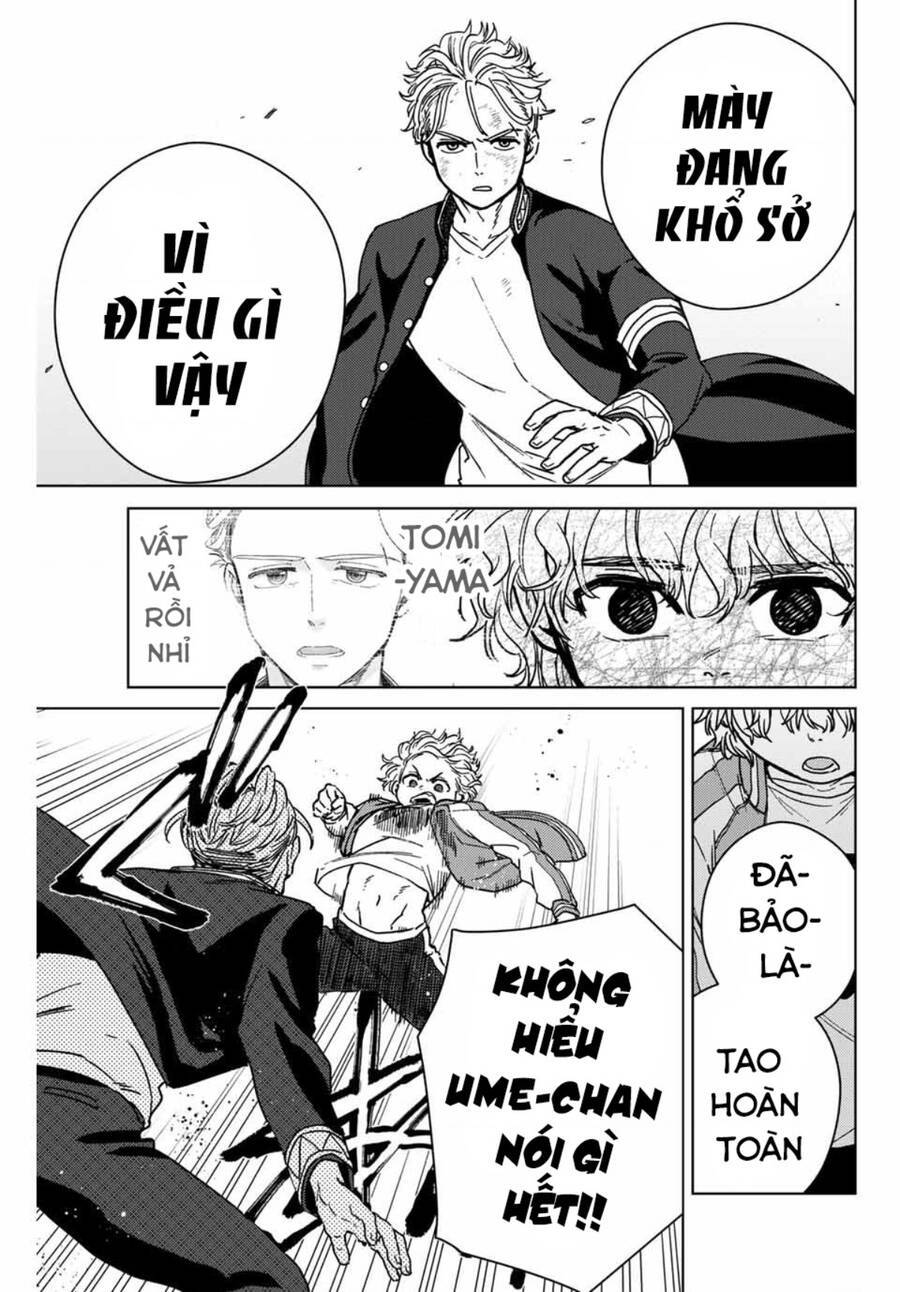 MÀY
ĐANG
KHỔ SỞ
VÌ
ĐIỀU GÌ
VẬY
TOMI
-YAMA
VẤT
VẢ
RỒI
NHỈ
ĐÃ-
BẢO-
LÀ-
TAO
HOÀN
TOÀN
KHÔNG
HIỂU
UME-CHAN
NÓI GÌ
HẾT!!